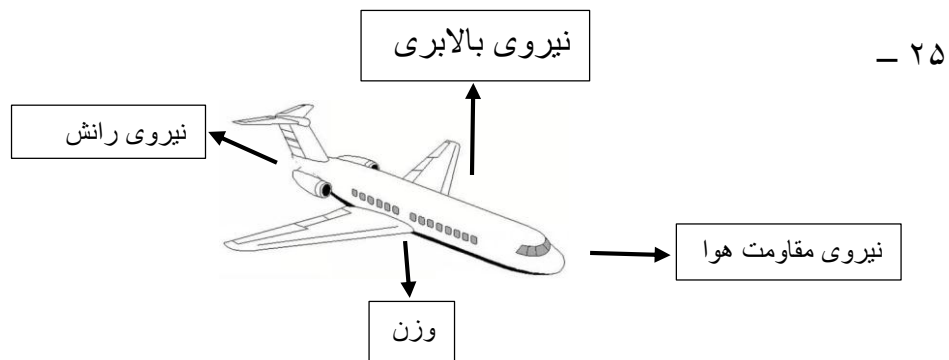 ۲۵ –
نیروی بالابری
نیروی رانش
نیروی مقاومت هوا
وزن